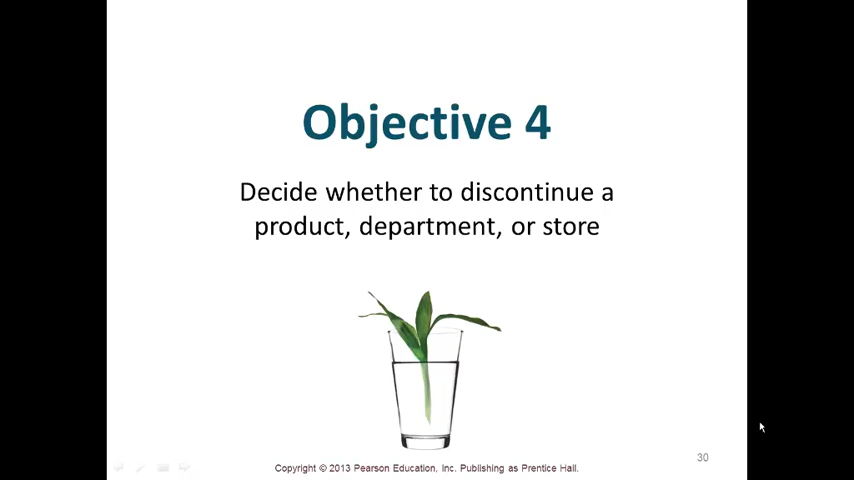 Objective 4
Decide whether to discontinue a
product, department, or store
30
Copyright © 2013 Pearson Education, Inc. Publishing as Prentice Hall.